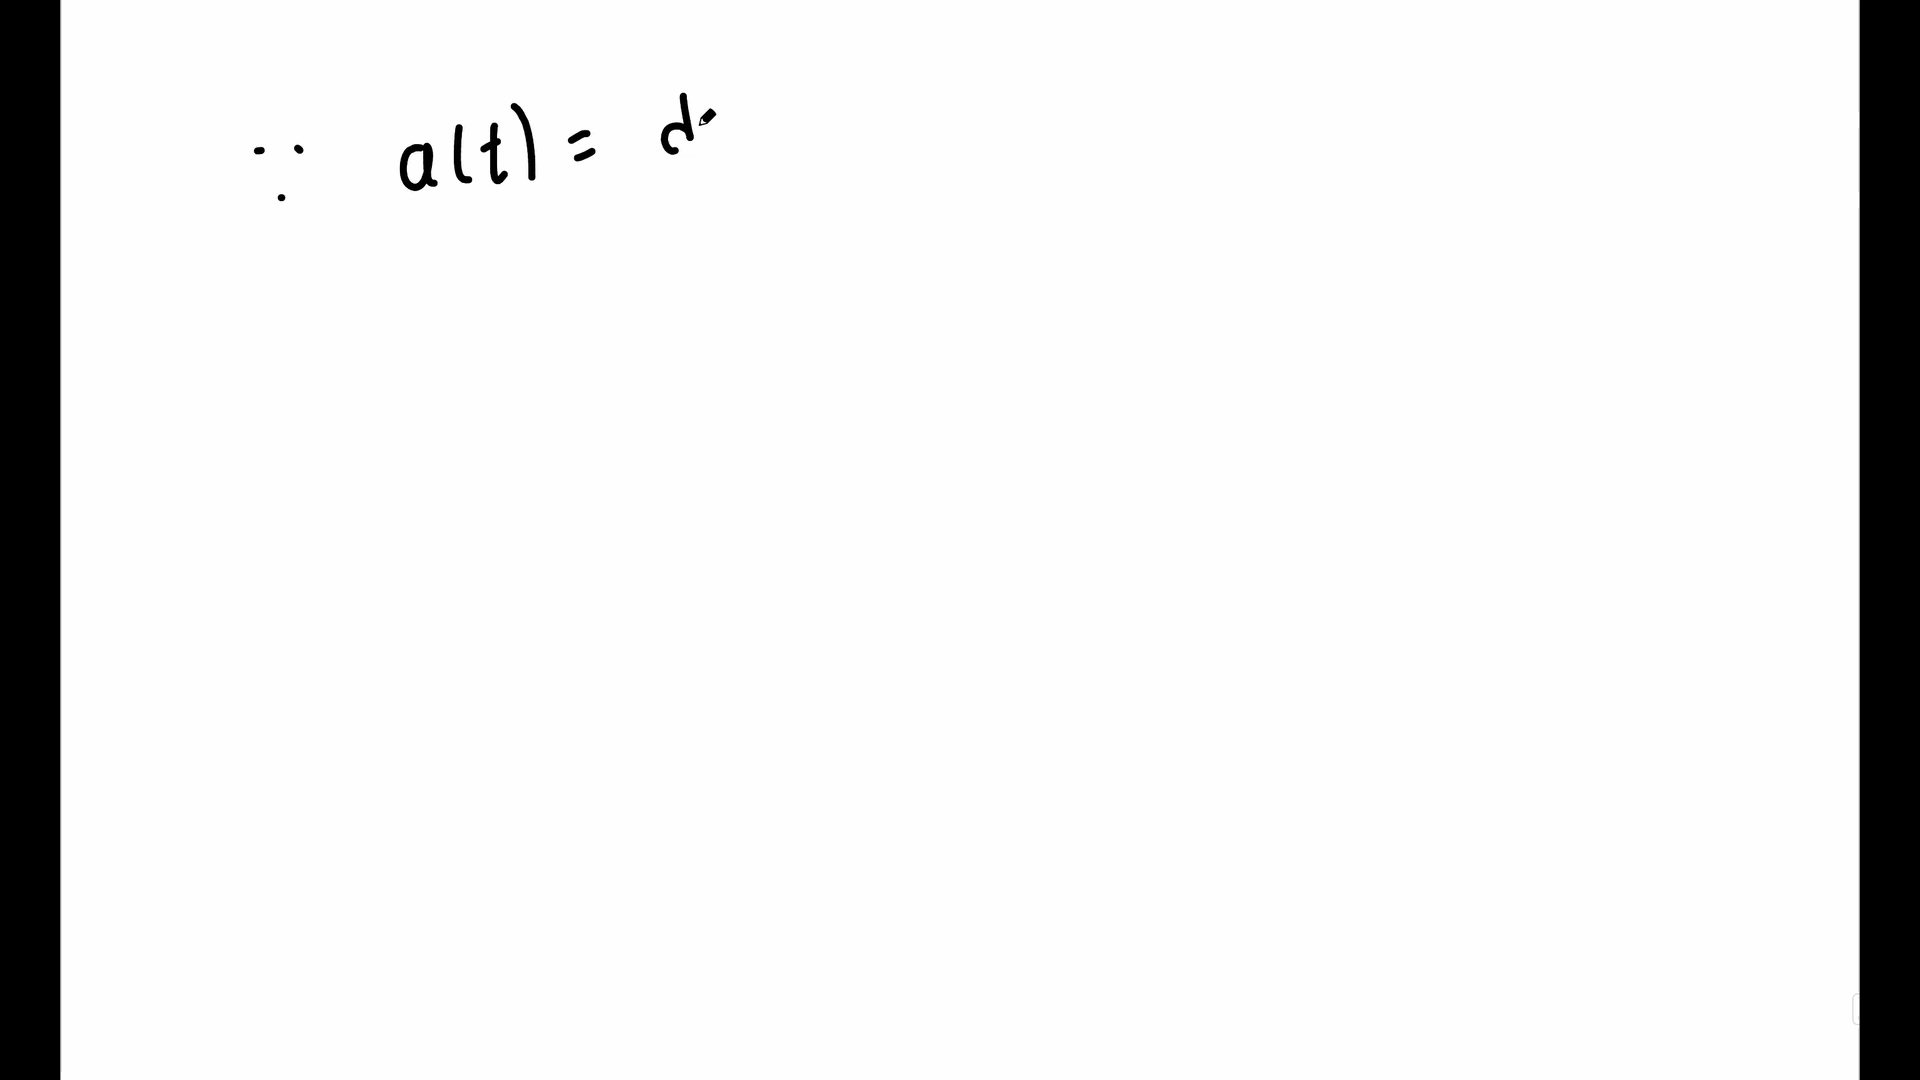 ∵ a(t) = d